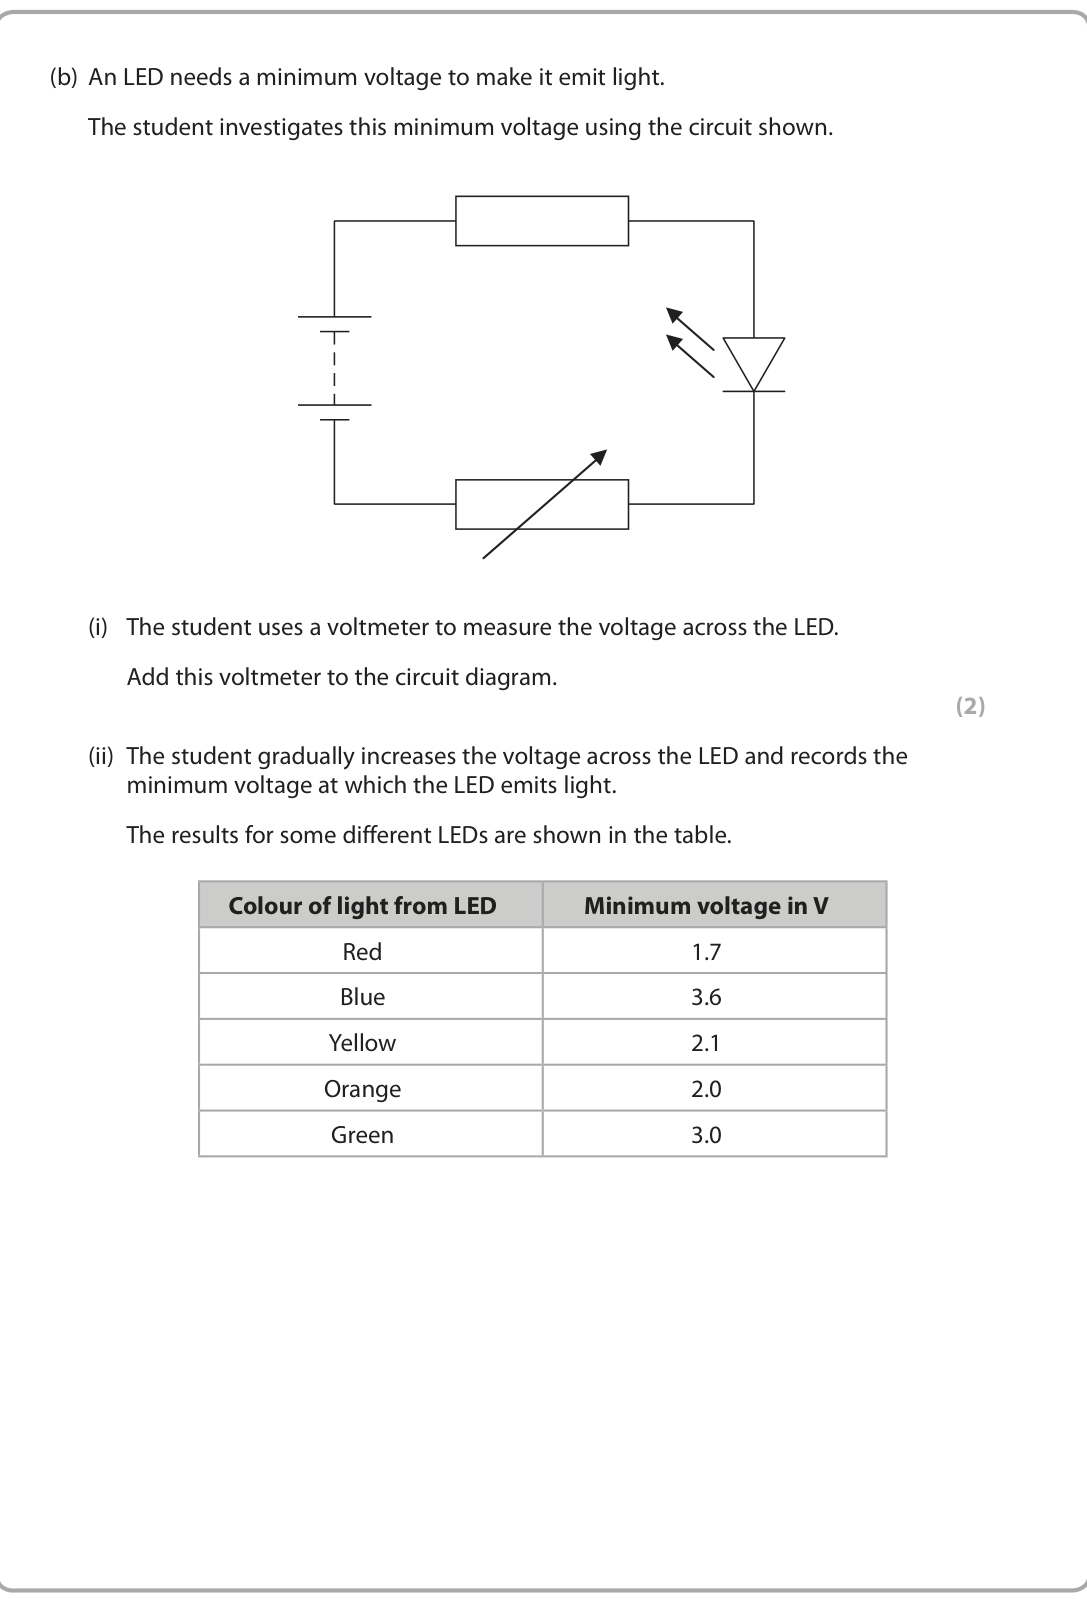 (b) An LED needs a minimum voltage to make it emit light.
The student investigates this minimum voltage using the circuit shown.
(i) The student uses a voltmeter to measure the voltage across the LED.
Add this voltmeter to the circuit diagram.
(2)
(ii) The student gradually increases the voltage across the LED and records the
minimum voltage at which the LED emits light.
The results for some different LEDs are shown in the table.
Colour of light from LED Minimum voltage in V
Red 1.7
Blue 3.6
Yellow 2.1
Orange 2.0
Green 3.0